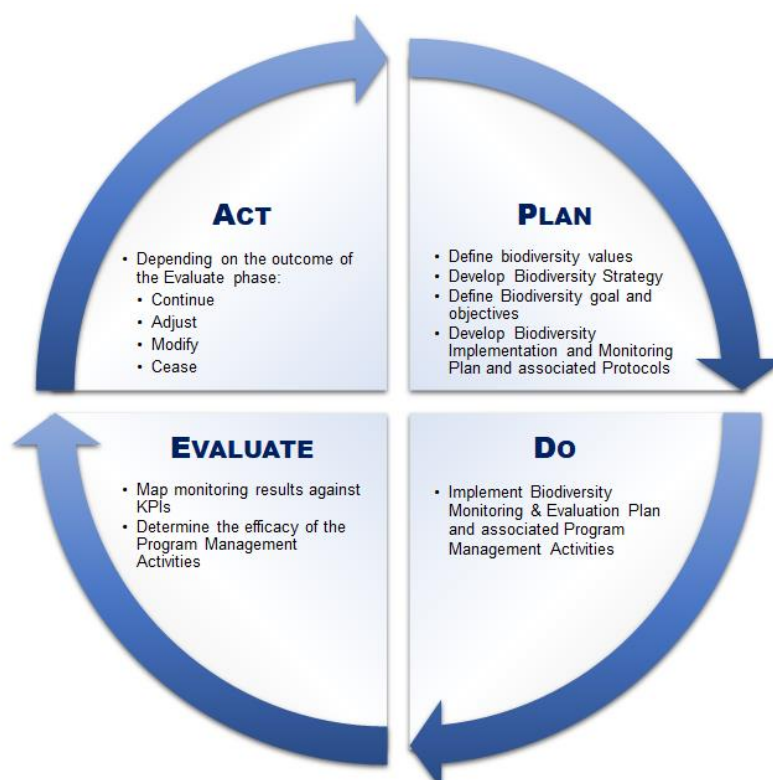 ACT
• Depending on the outcome of
the Evaluate phase:
• Continue
• Adjust
• Modify
• Cease
PLAN
• Define biodiversity values
• Develop Biodiversity Strategy
• Define Biodiversity goal and
objectives
• Develop Biodiversity
Implementation and Monitoring
Plan and associated Protocols
EVALUATE
• Map monitoring results against
KPIs
• Determine the efficacy of the
Program Management
Activities
DO
• Implement Biodiversity
Monitoring & Evaluation Plan
and associated Program
Management Activities